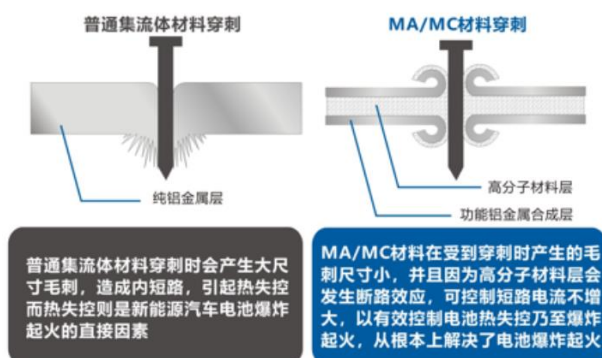 普通集流体材料穿刺
纯铝金属层
普通集流体材料穿刺时会产生大尺
寸毛刺，造成内短路，引起热失控
而热失控则是新能源汽车电池爆炸
起火的直接因素
MA/MC材料穿刺
高分子材料层
功能铝金属合成层
MA/MC材料在受到穿刺时产生的毛
刺尺寸小，并且因为高分子材料层会
发生断路效应，可控制短路电流不增
大，以有效控制电池热失控乃至爆炸
起火，从根本上解决了电池爆炸起火